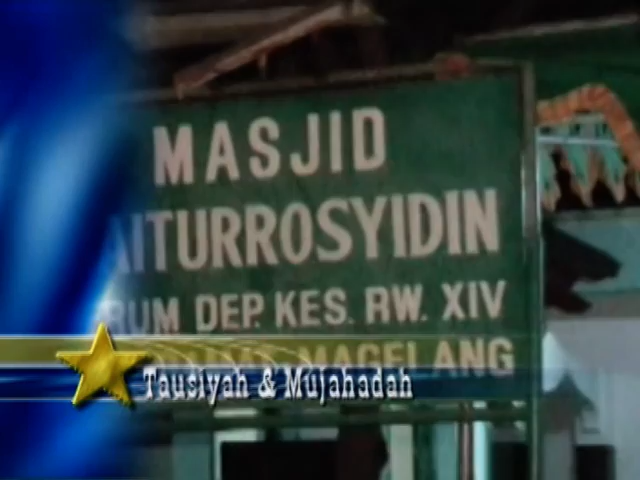 MASJID
AITURROSYIDIN
RUM DEP. KES. RW. XIV
MAGELANG
Tausiyah & Mujahadah